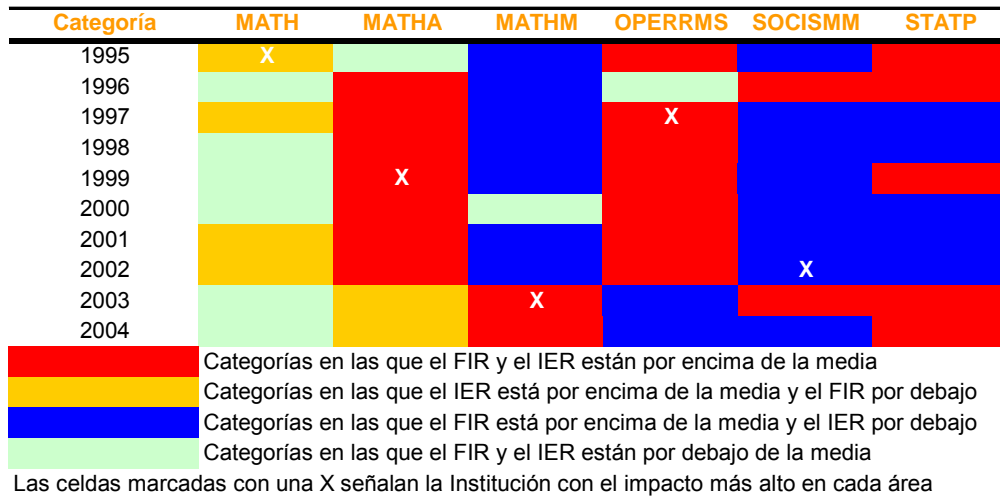 Categoría MATH MATHA MATHM OPERRMS SOCISMM STATP
1995 X
1996
1997 X
1998
1999 X
2000
2001
2002 X
2003 X
2004
Categorías en las que el FIR y el IER están por encima de la media
Categorías en las que el IER está por encima de la media y el FIR por debajo
Categorías en las que el FIR está por encima de la media y el IER por debajo
Categorías en las que el FIR y el IER están por debajo de la media
Las celdas marcadas con una X señalan la Institución con el impacto más alto en cada área